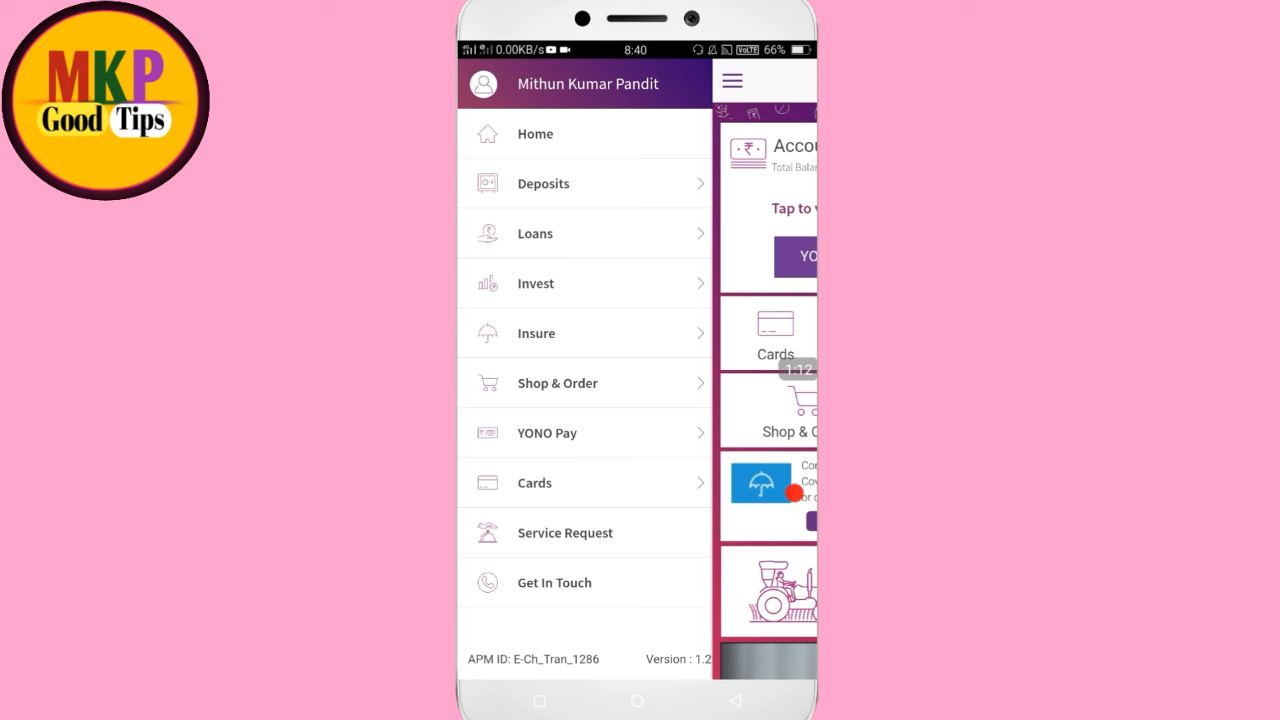 MKP
Good Tips
0.00KB/s
8:40
VoLTE
66%
Mithun Kumar Pandit
Home
Deposits
Loans
Invest
Insure
Shop & Order
YONO Pay
Cards
Service Request
Get In Touch
APM ID: E-Ch_Tran_1286
Version : 1.2
Accou
Total Balan
Tap to
YO
Cards
1:12
Shop &
Cov
or